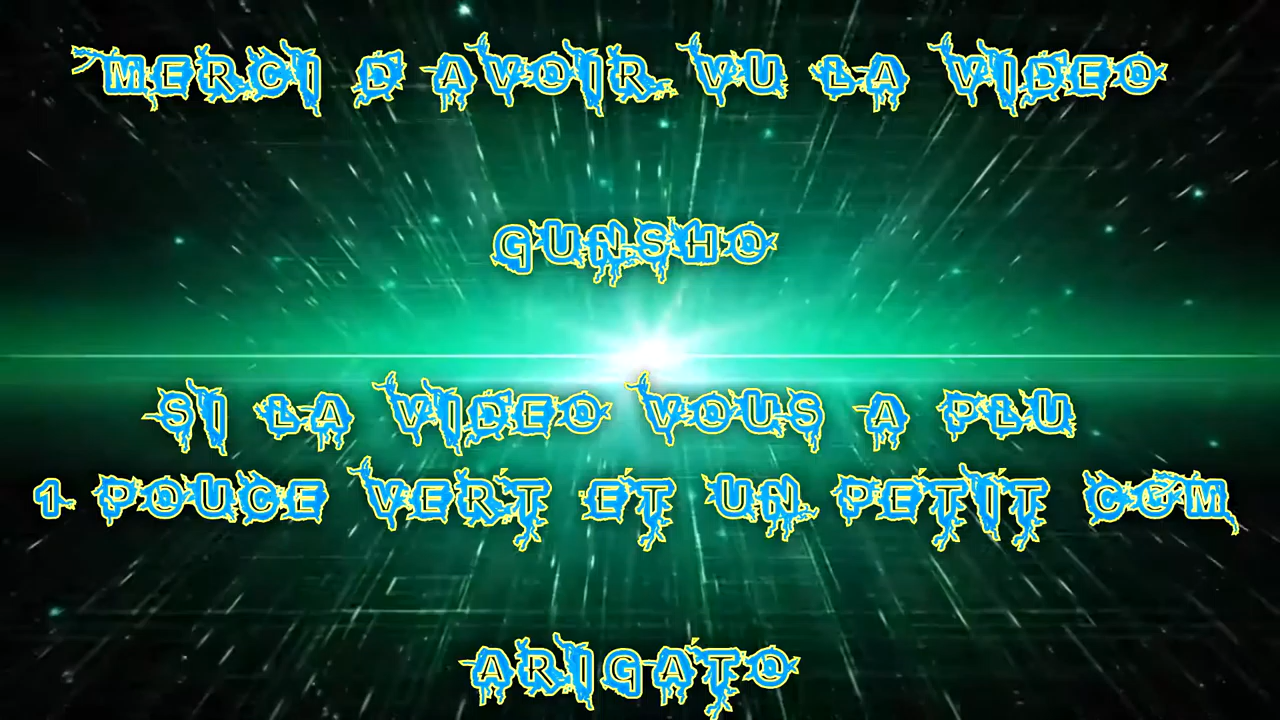 MERCI D AVOIR VU LA VIDEO
GUNSHO
SI LA VIDEO VOUS A PLU
1 POUCE VERT ET UN PETIT COM
ARIGATO